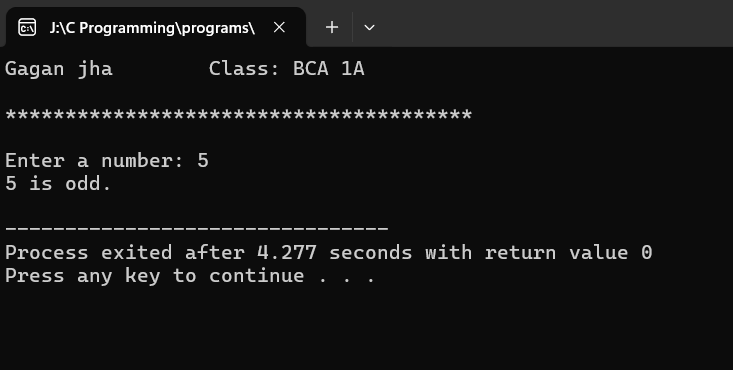 J:\C Programming\programs\
Gagan jha        Class: BCA 1A
***************************************
Enter a number: 5
5 is odd.
--------------------------------
Process exited after 4.277 seconds with return value 0
Press any key to continue . . .